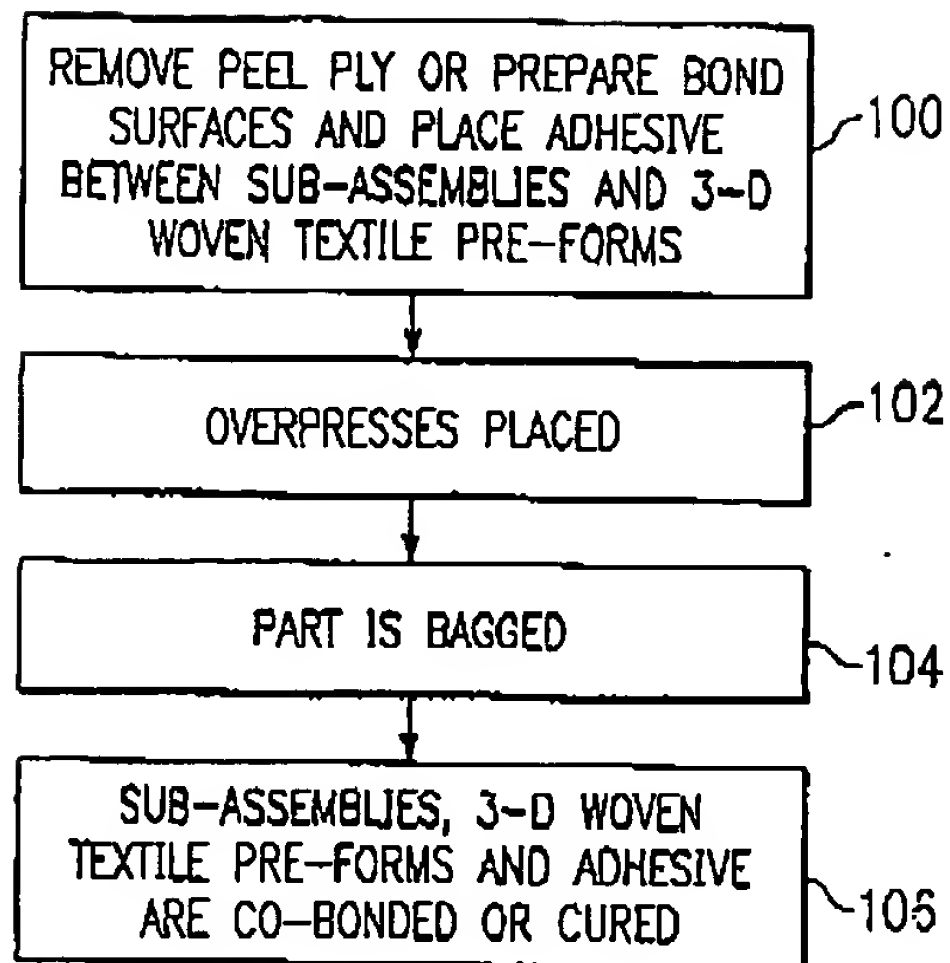 REMOVE PEEL PLY OR PREPARE BOND
SURFACES AND PLACE ADHESIVE
BETWEEN SUB-ASSEMBLIES AND 3-D
WOVEN TEXTILE PRE-FORMS
100
OVERPRESSES PLACED
102
PART IS BAGGED
104
SUB-ASSEMBLIES, 3-D WOVEN
TEXTILE PRE-FORMS AND ADHESIVE
ARE CO-BONDED OR CURED
106